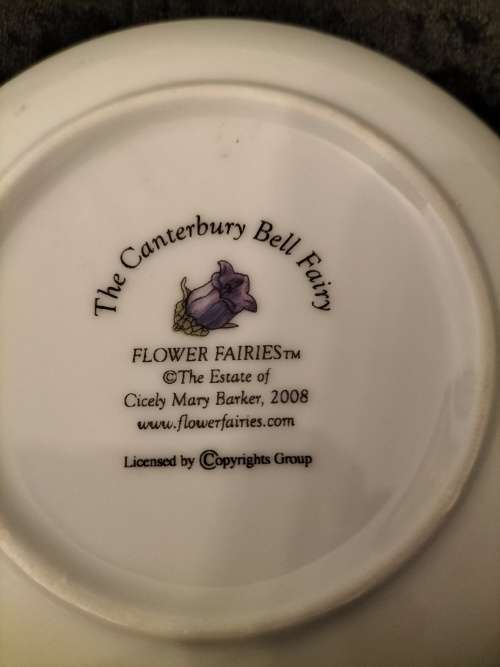 The Canterbury Bell Fairy
FLOWER FAIRIES™
©The Estate of
Cicely Mary Barker, 2008
www.flowerfairies.com
Licensed by ©opyrights Group